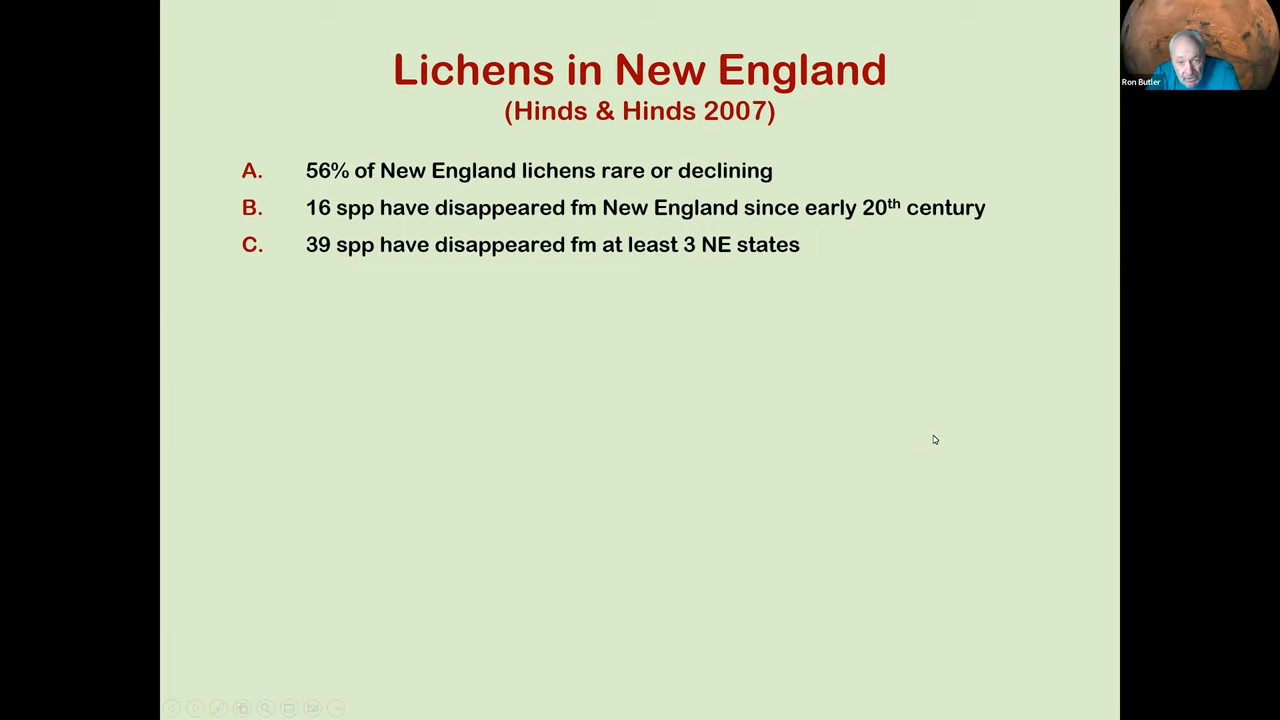 Lichens in New England
(Hinds & Hinds 2007)
A. 56% of New England lichens rare or declining
B. 16 spp have disappeared fm New England since early 20th century
C. 39 spp have disappeared fm at least 3 NE states
Ron Butler